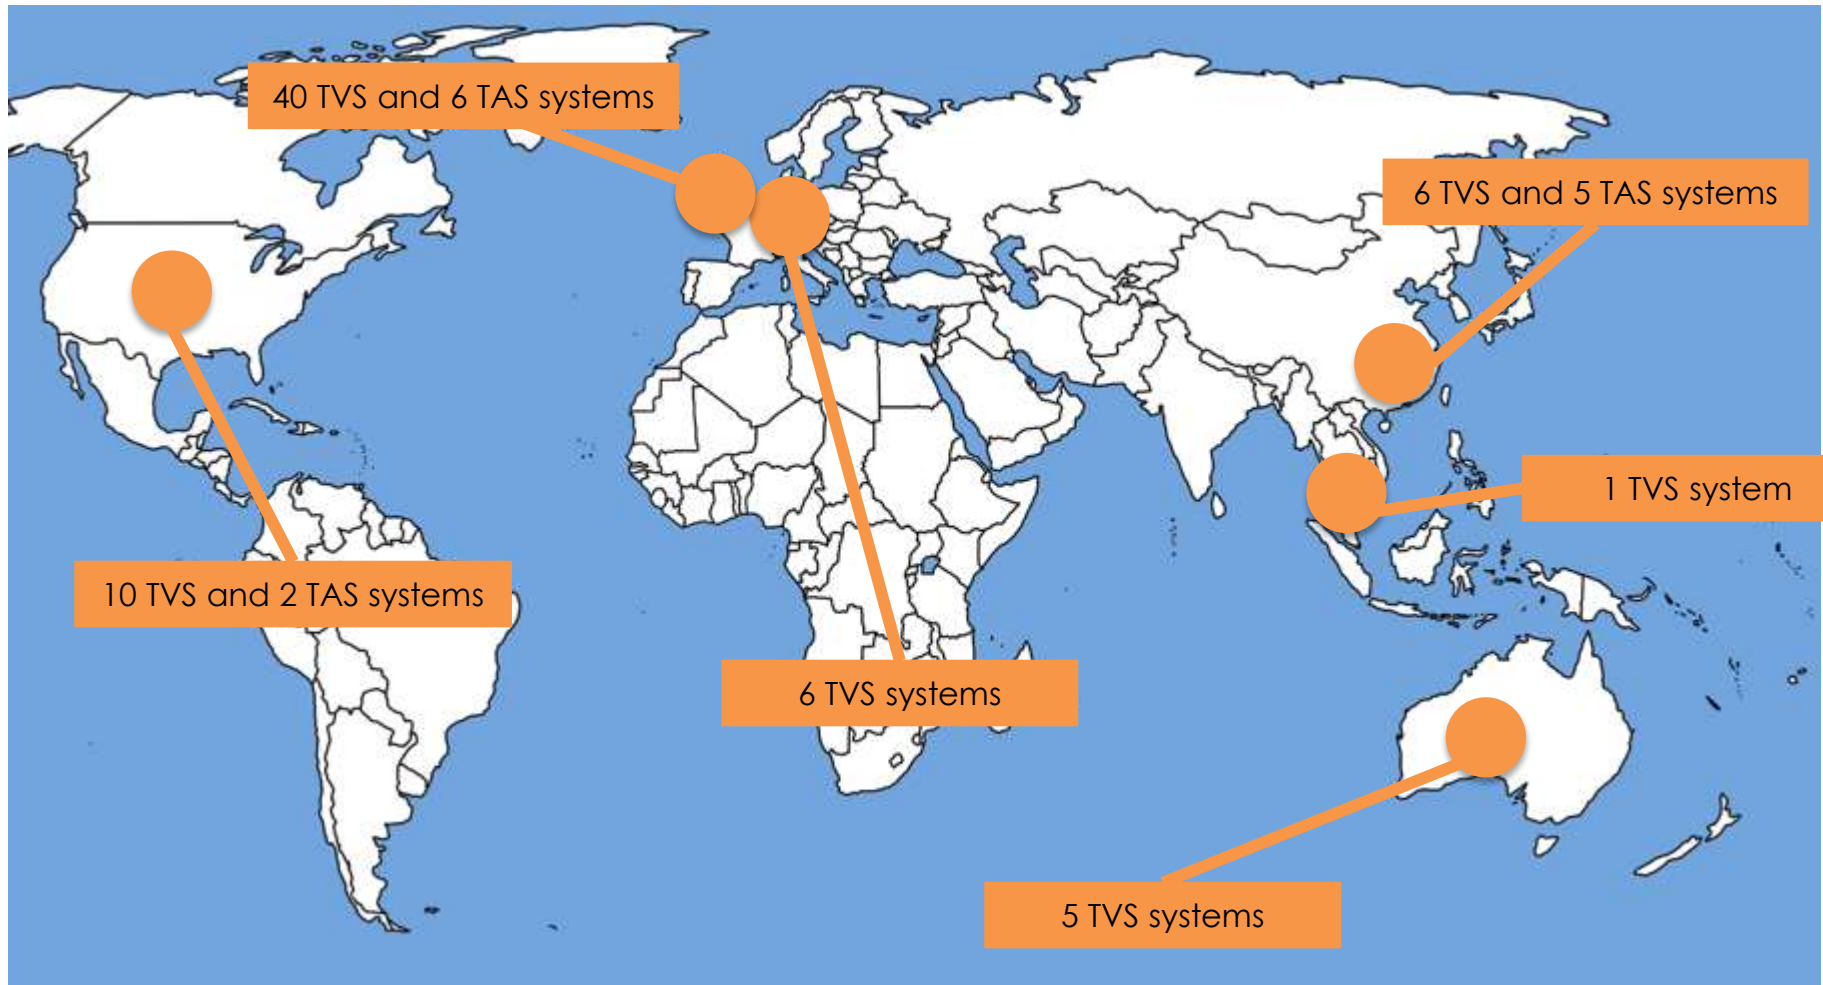 40 TVS and 6 TAS systems
6 TVS and 5 TAS systems
1 TVS system
10 TVS and 2 TAS systems
6 TVS systems
5 TVS systems